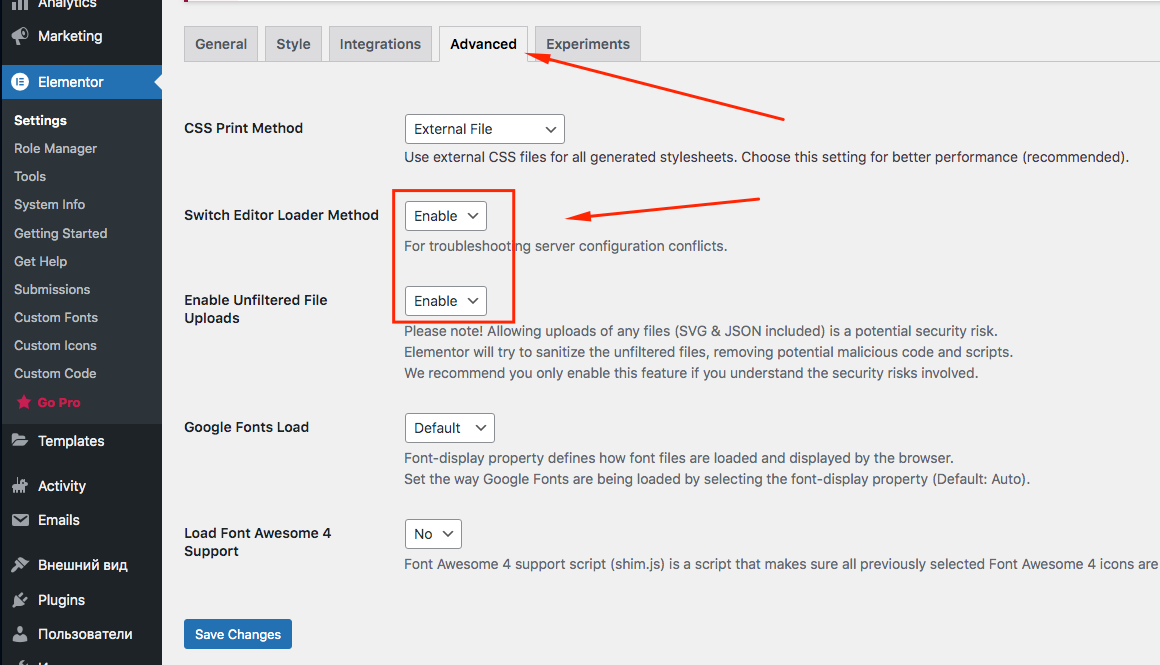 Analytics
Marketing
Elementor
Settings
Role Manager
Tools
System Info
Getting Started
Get Help
Submissions
Custom Fonts
Custom Icons
Custom Code
Go Pro
Templates
Activity
Emails
Внешний вид
Plugins
Пользователи
General
Style
Integrations
Advanced
Experiments
CSS Print Method
External File
Use external CSS files for all generated stylesheets. Choose this setting for better performance (recommended).
Switch Editor Loader Method
Enable
For troubleshooting server configuration conflicts.
Enable Unfiltered File
Uploads
Enable
Please note! Allowing uploads of any files (SVG & JSON included) is a potential security risk.
Elementor will try to sanitize the unfiltered files, removing potential malicious code and scripts.
We recommend you only enable this feature if you understand the security risks involved.
Google Fonts Load
Default
Font-display property defines how font files are loaded and displayed by the browser.
Set the way Google Fonts are being loaded by selecting the font-display property (Default: Auto).
Load Font Awesome 4
Support
No
Font Awesome 4 support script (shim.js) is a script that makes sure all previously selected Font Awesome 4 icons are
Save Changes